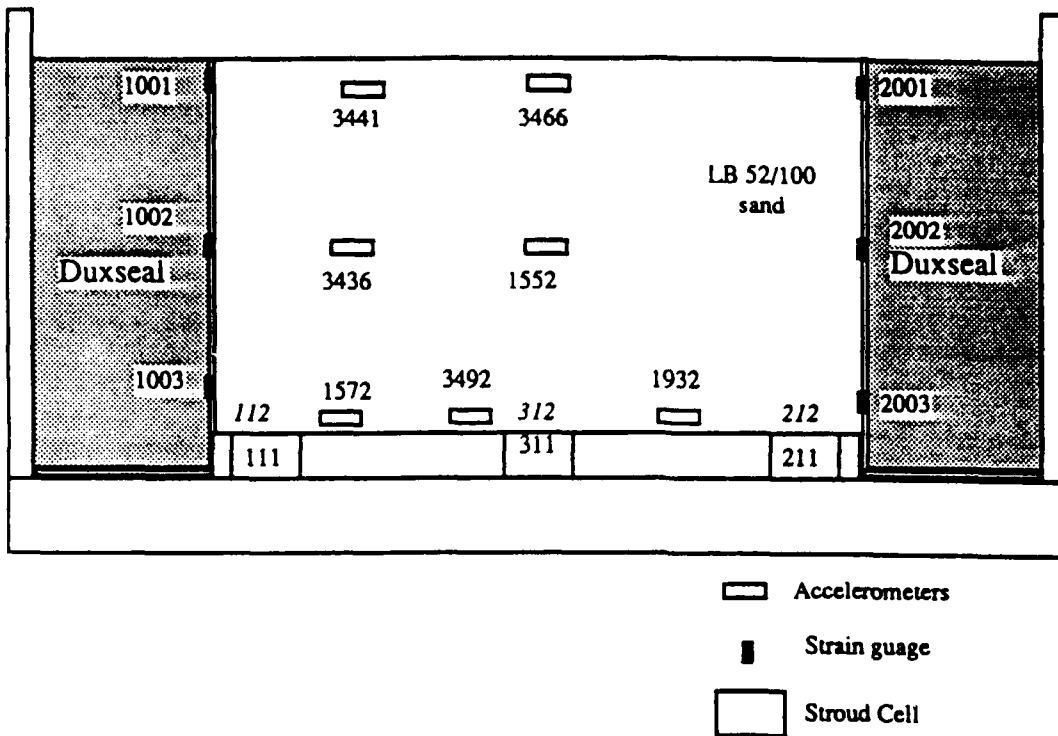 1001
2001
3441
3466
LB 52/100
sand
1002
2002
Duxseal
Duxseal
3436
1552
1003
1572
3492
1932
2003
112
312
212
111
311
211
Accelerometers
Strain guage
Stroud Cell